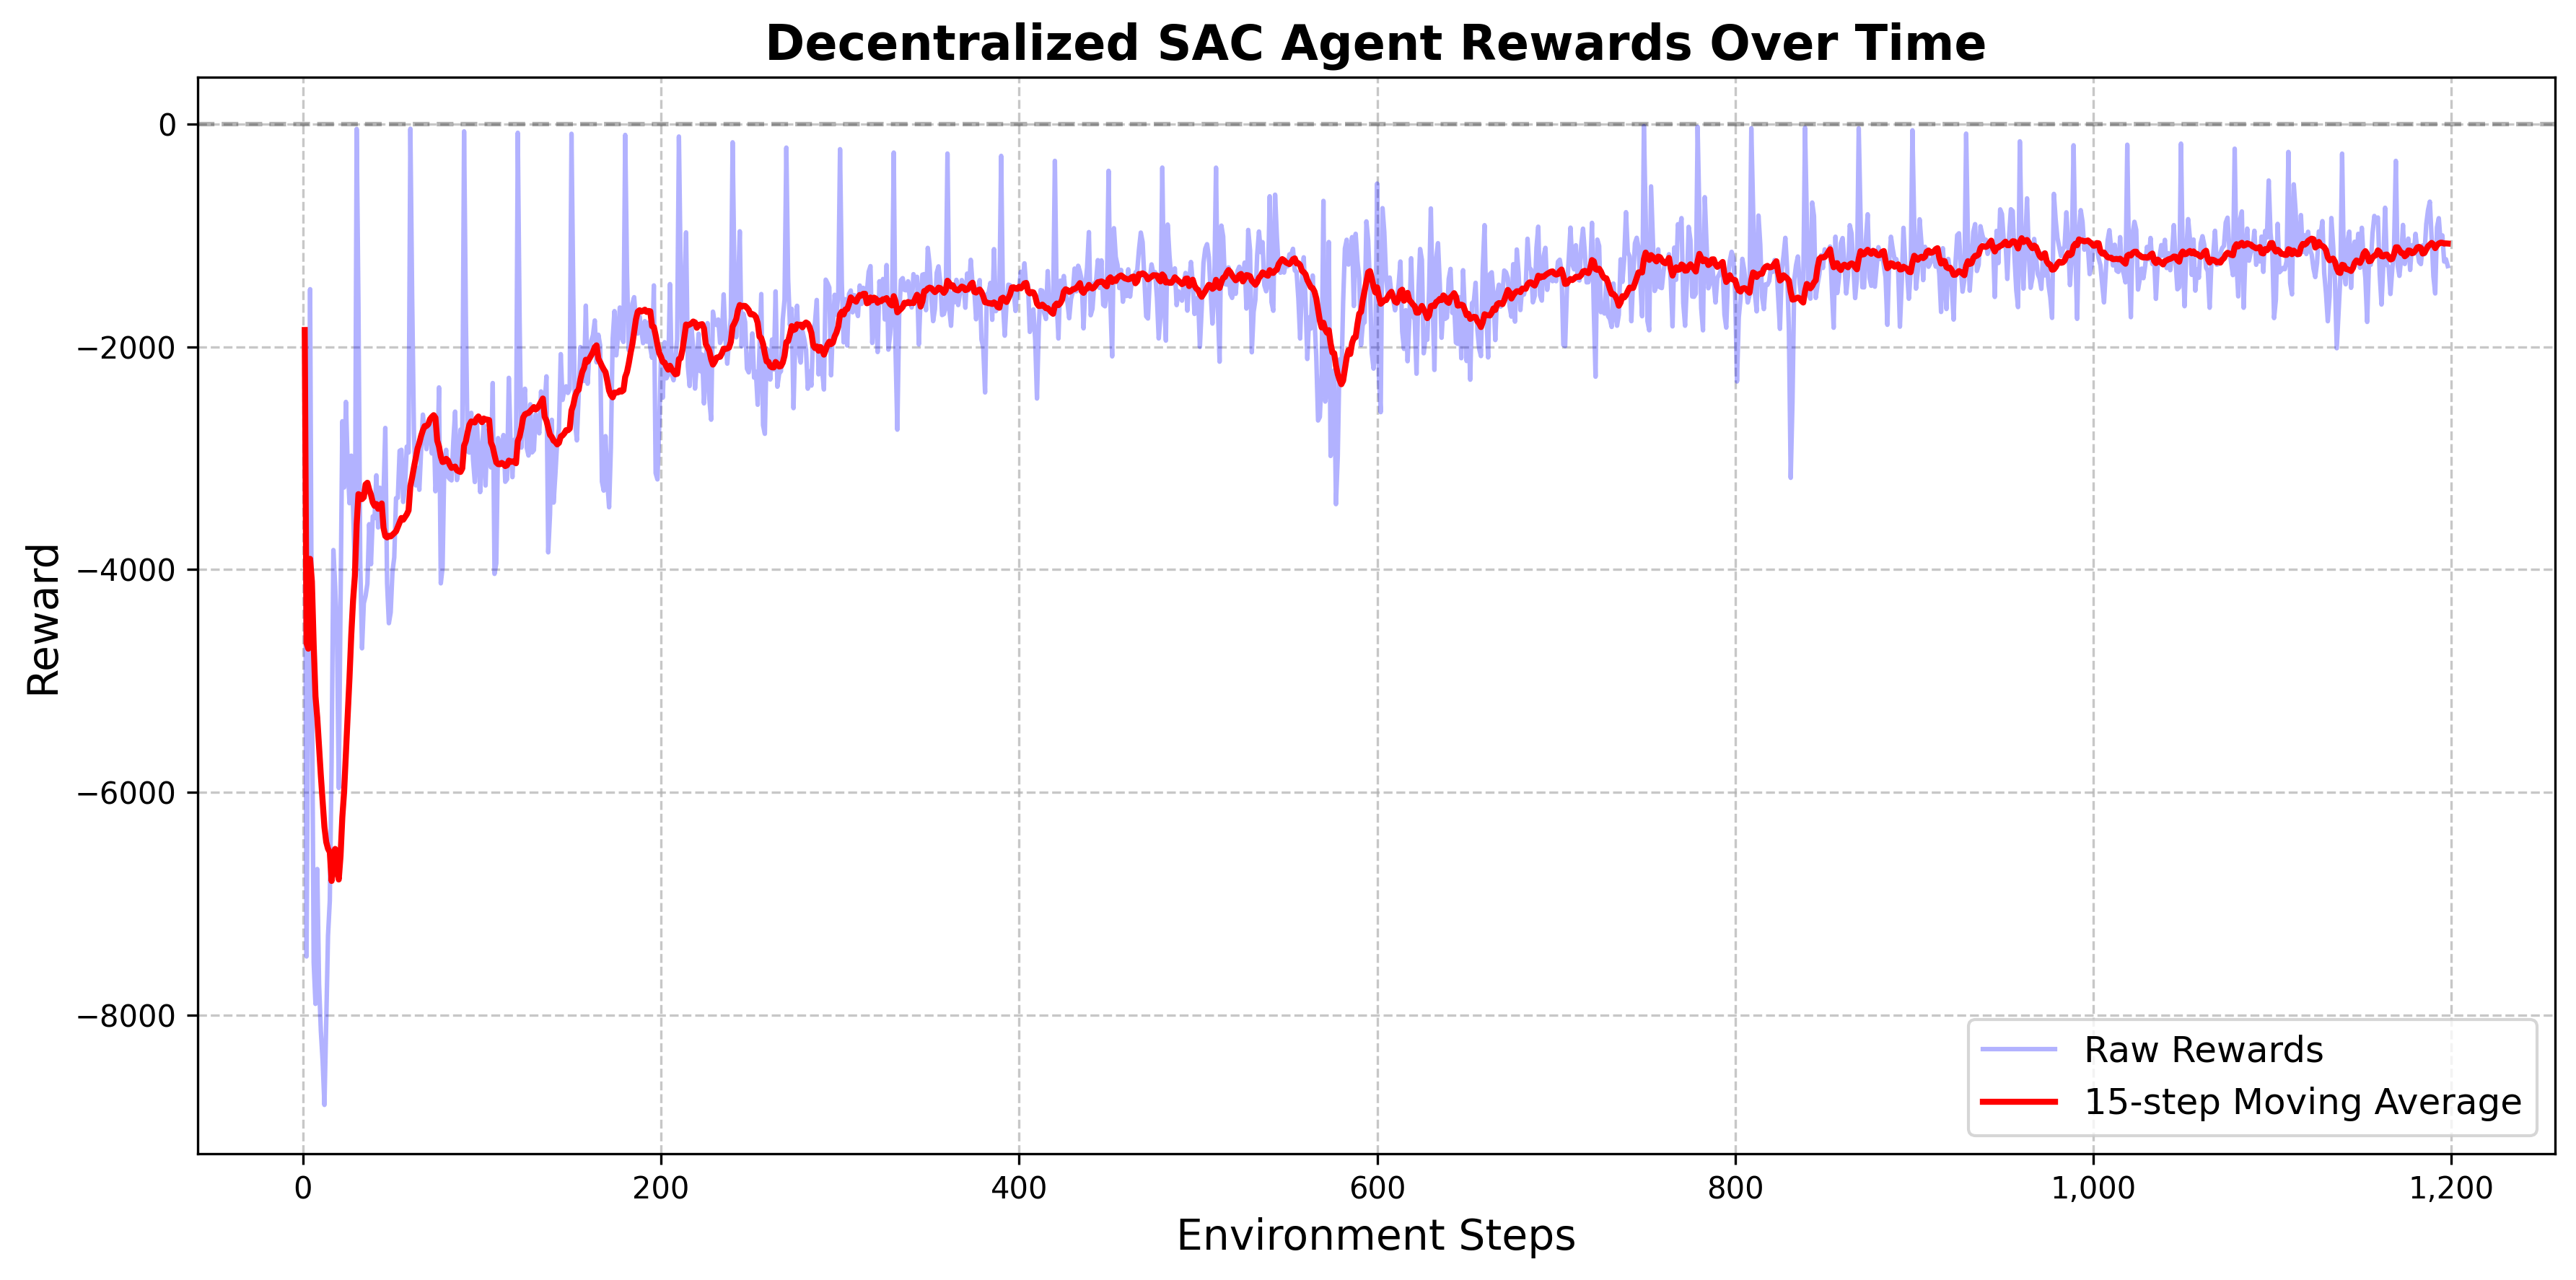 Decentralized SAC Agent Rewards Over Time
Reward
0
−2000
−4000
−6000
−8000
0
200
400
600
800
1,000
1,200
Environment Steps
Raw Rewards
15-step Moving Average